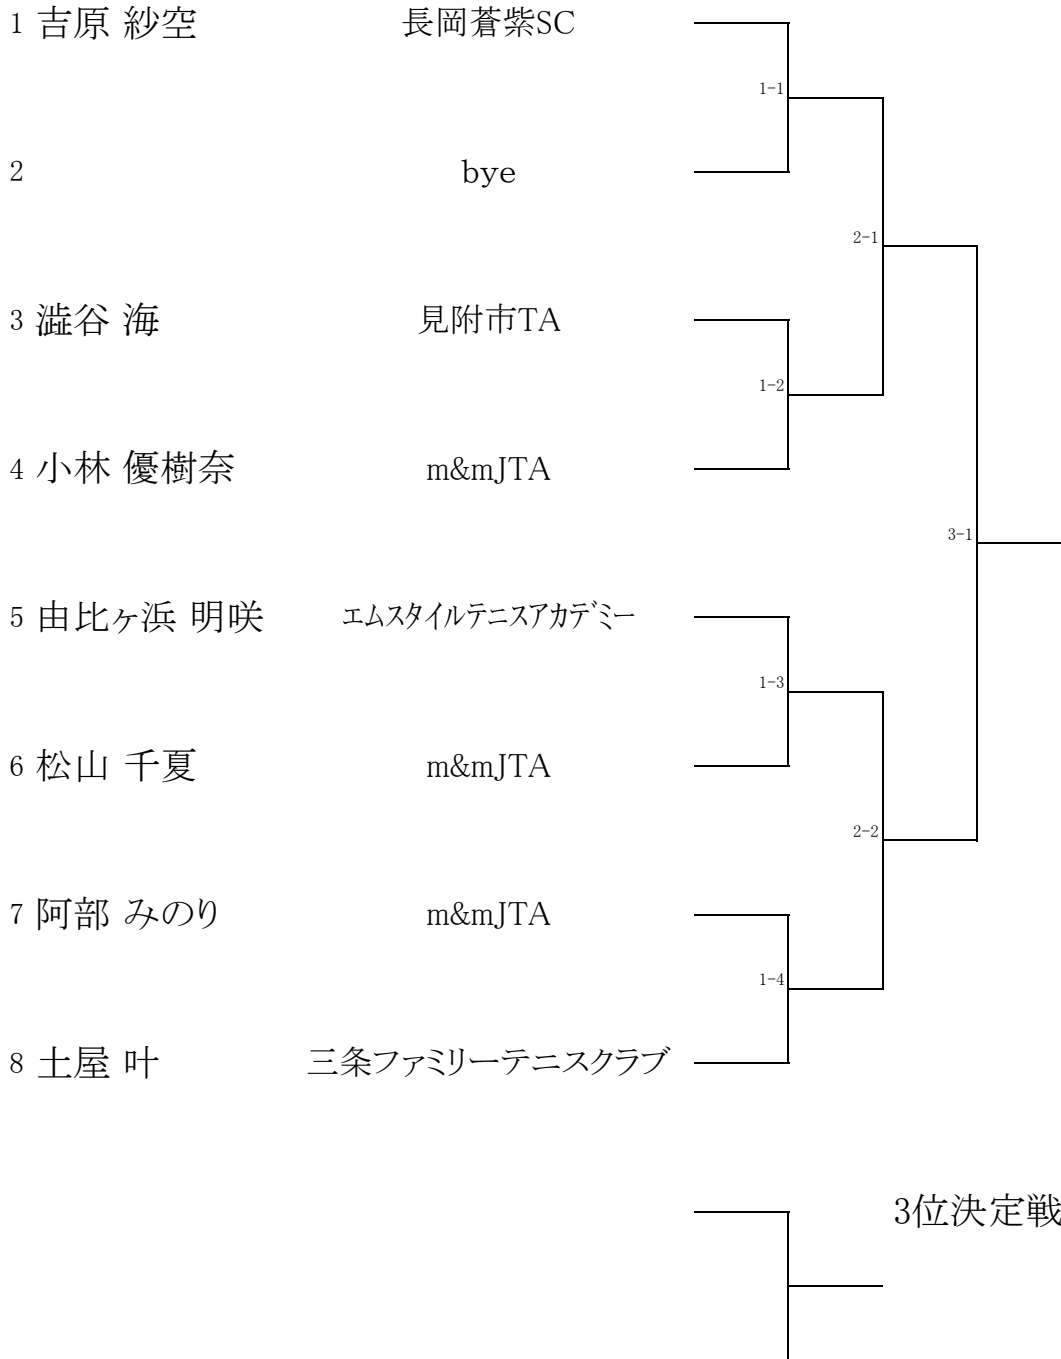 1 吉原 紗空 長岡蒼紫SC
1-1
2 bye
2-1
3 澁谷 海 見附市TA
1-2
4 小林 優樹奈 m&mJTA
3-1
5 由比ヶ浜 明咲 エムスタイルテニスアカデミー
1-3
6 松山 千夏 m&mJTA
2-2
7 阿部 みのり m&mJTA
1-4
8 土屋 叶 三条ファミリーテニスクラブ
3位決定戦